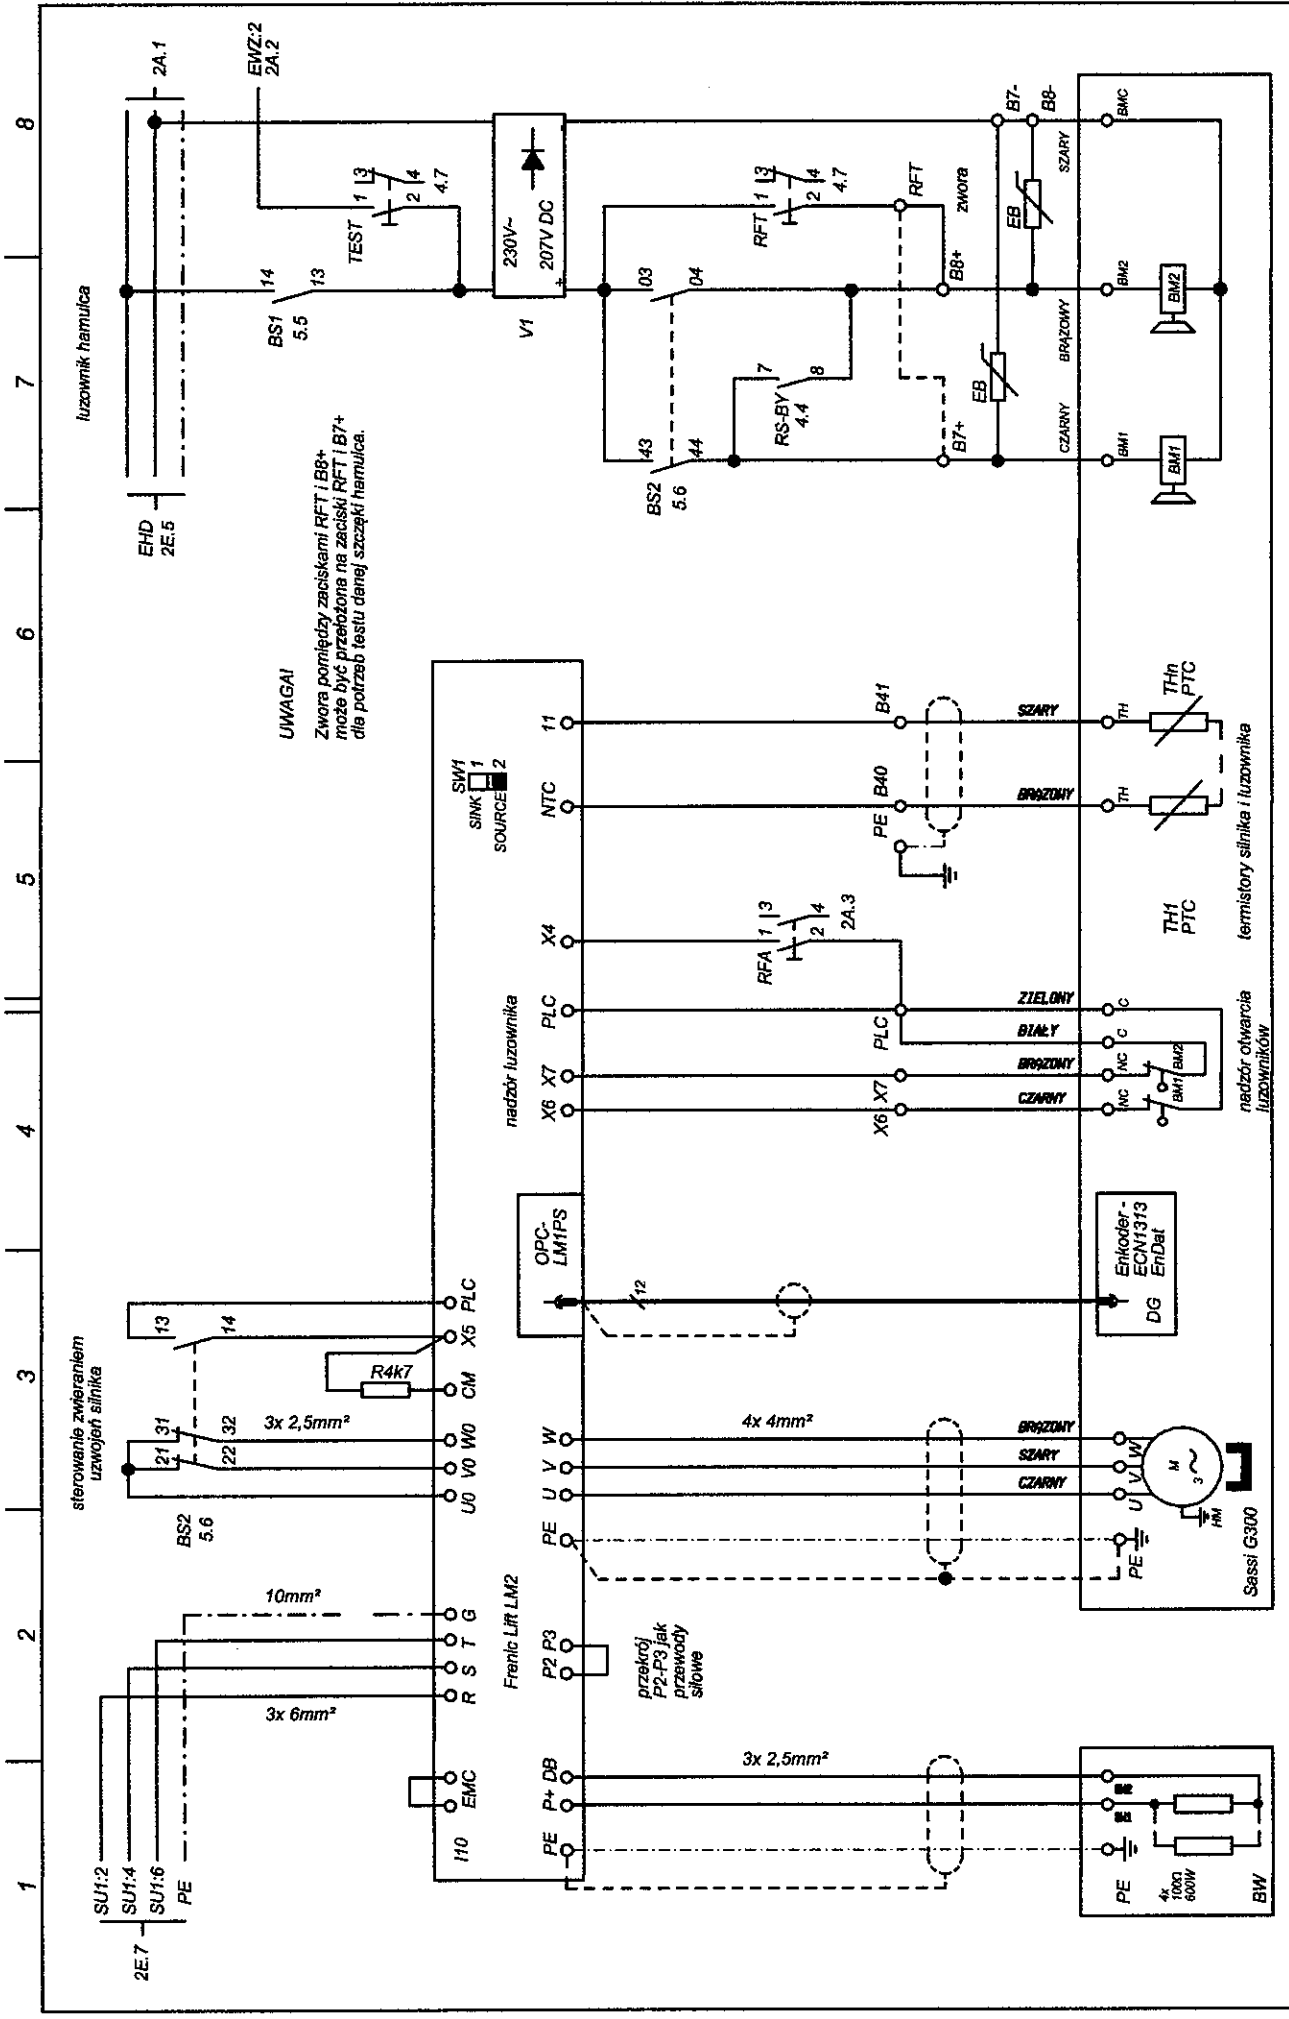 1
2
3
4
5
6
7
8
2E.7
SU1:2
SU1:4
SU1:6
PE
3x 6mm²
10mm²
sterowanie zwieraniem
uzwojeń silnika
BS2
5.6
21
22
31
32
13
14
3x 2,5mm²
R4k7
I10
EMC
R
S
T
G
U0
V0
W0
CM
X5
PLC
Frenic Lift LM2
PE
P+
DB
P2
P3
PE
U
V
W
OPC-
LM1PS
nadzór luzownika
X6
X7
PLC
X4
SW1
SINK
1
SOURCE
2
NTC
11
3x 2,5mm²
przekrój
P2-P3 jak
przewody
siłowe
4x 4mm²
12
RFA
1
3
2
4
2A.3
X6
X7
PLC
PE
B40
B41
CZARNY
SZARY
BRĄZOWY
CZARNY
BRĄZOWY
BIAŁY
ZIELONY
BRĄZOWY
SZARY
PE
4x
100Ω
600W
BW
PE
U
V
W
M
3
HM
Sassi G300
Enkoder -
ECN1313
EnDat
DG
NC
NC
C
C
BM1
BM2
nadzór otwarcia
luzowników
TH
TH
TH1
PTC
THn
PTC
termistory silnika i luzownika
UWAGA!
Zwora pomiędzy zaciskami RFT i B8+
może być przełożona na zaciski RFT i B7+
dla potrzeb testu danej szczęki hamulca.
luzownik hamulca
EHD
2E.5
2A.1
EWZ:2
2A.2
BS1
5.5
14
13
TEST
1
3
2
4
4.7
V1
230V~
207V DC
+
BS2
5.6
43
44
03
04
RS-BY
4.4
7
8
RFT
1
3
2
4
4.7
RFT
zwora
B7+
B8+
B7-
B8-
EB
EB
CZARNY
BRĄZOWY
SZARY
BM1
BM2
BMC
BM1
BM2